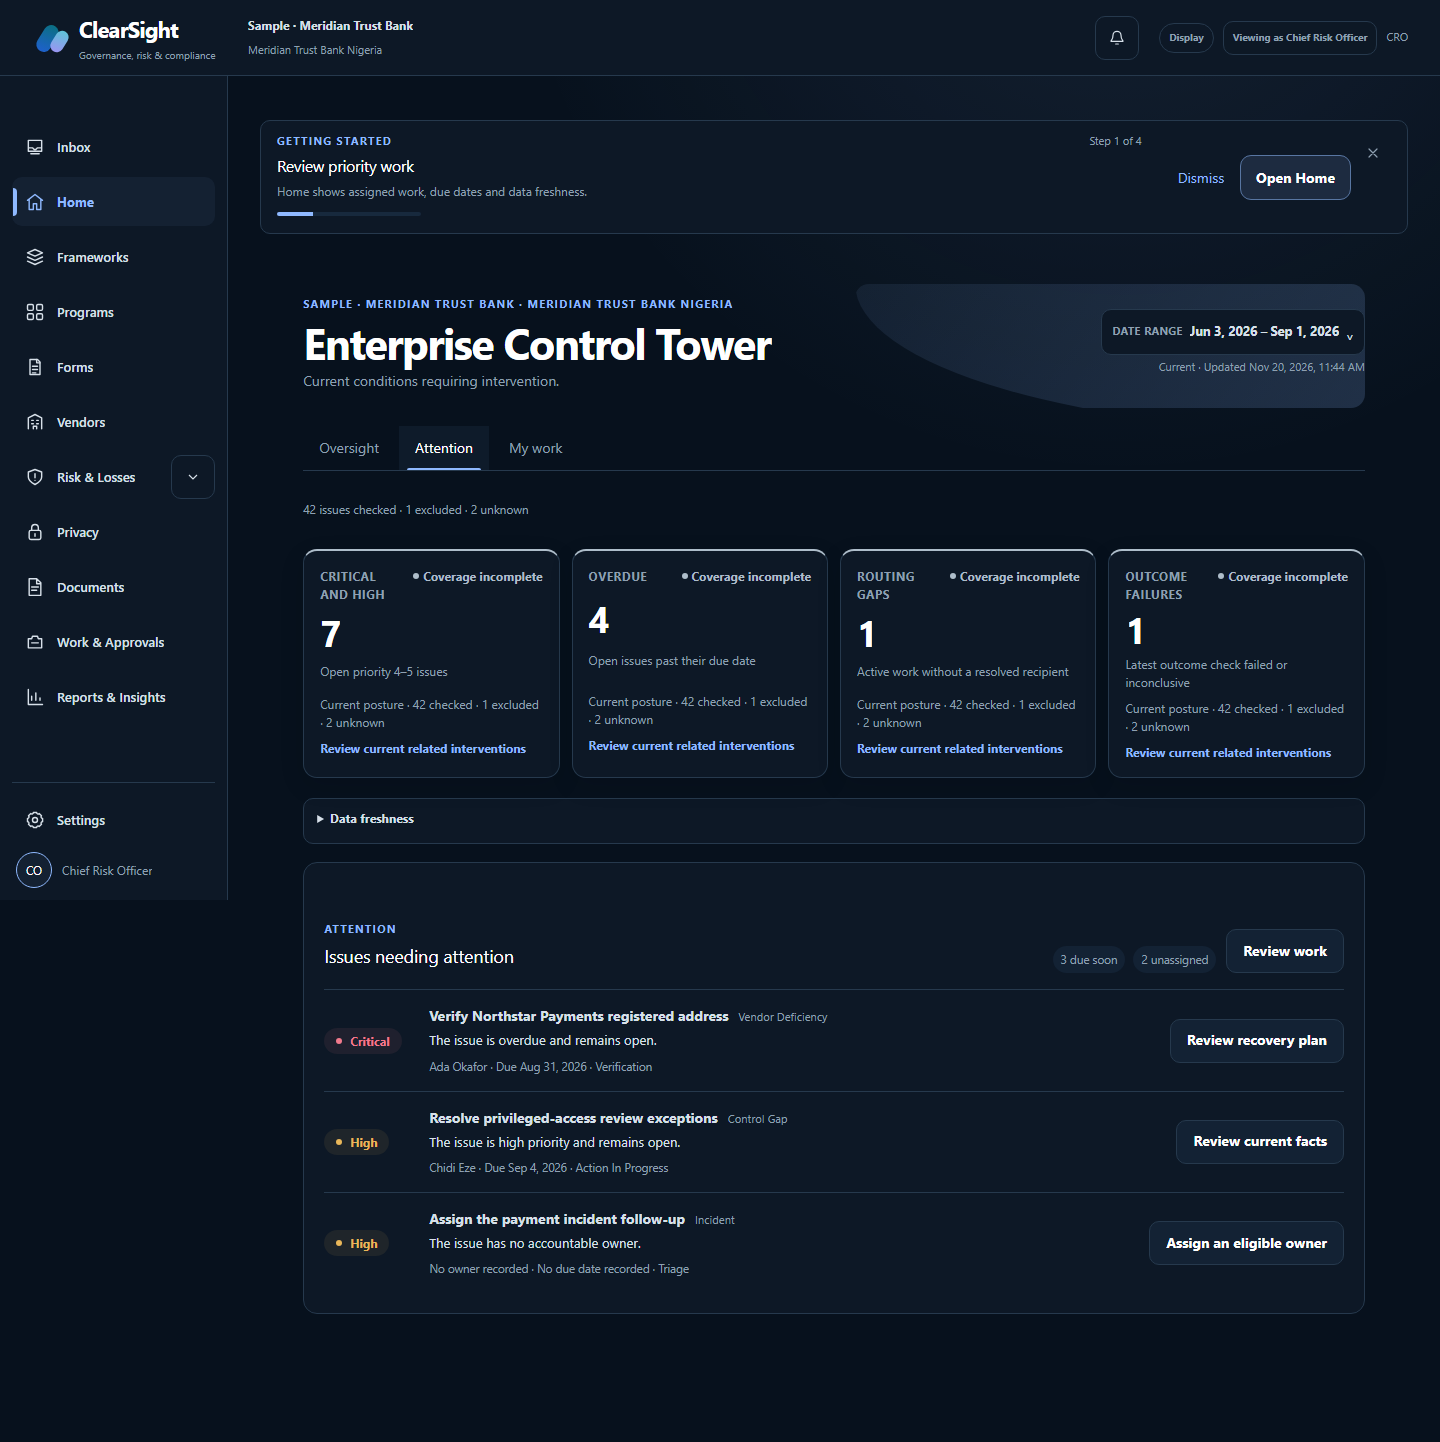 ClearSight
Governance, risk & compliance
Sample · Meridian Trust Bank
Meridian Trust Bank Nigeria
Display
Viewing as Chief Risk Officer
CRO
Inbox
Home
Frameworks
Programs
Forms
Vendors
Risk & Losses
Privacy
Documents
Work & Approvals
Reports & Insights
Settings
CO
Chief Risk Officer
GETTING STARTED
Step 1 of 4
Review priority work
Home shows assigned work, due dates and data freshness.
Dismiss
Open Home
SAMPLE · MERIDIAN TRUST BANK · MERIDIAN TRUST BANK NIGERIA
Enterprise Control Tower
Current conditions requiring intervention.
DATE RANGE Jun 3, 2026 – Sep 1, 2026
Current · Updated Nov 20, 2026, 11:44 AM
Oversight
Attention
My work
42 issues checked · 1 excluded · 2 unknown
CRITICAL
AND HIGH
Coverage incomplete
7
Open priority 4–5 issues
Current posture · 42 checked · 1 excluded
· 2 unknown
Review current related interventions
OVERDUE
Coverage incomplete
4
Open issues past their due date
Current posture · 42 checked · 1 excluded
· 2 unknown
Review current related interventions
ROUTING
GAPS
Coverage incomplete
1
Active work without a resolved recipient
Current posture · 42 checked · 1 excluded
· 2 unknown
Review current related interventions
OUTCOME
FAILURES
Coverage incomplete
1
Latest outcome check failed or
inconclusive
Current posture · 42 checked · 1 excluded
· 2 unknown
Review current related interventions
Data freshness
ATTENTION
Issues needing attention
3 due soon
2 unassigned
Review work
Critical
Verify Northstar Payments registered address Vendor Deficiency
The issue is overdue and remains open.
Ada Okafor · Due Aug 31, 2026 · Verification
Review recovery plan
High
Resolve privileged-access review exceptions Control Gap
The issue is high priority and remains open.
Chidi Eze · Due Sep 4, 2026 · Action In Progress
Review current facts
High
Assign the payment incident follow-up Incident
The issue has no accountable owner.
No owner recorded · No due date recorded · Triage
Assign an eligible owner